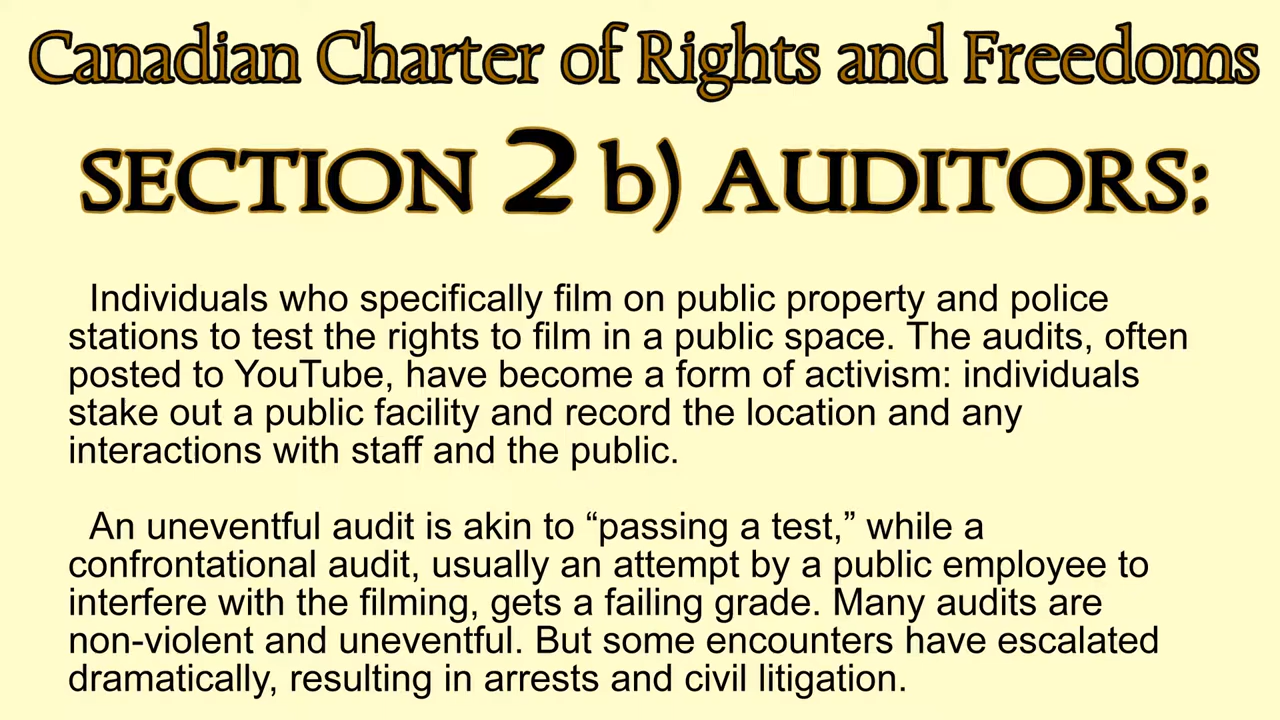 Canadian Charter of Rights and Freedoms
SECTION 2 b) AUDITORS:
Individuals who specifically film on public property and police
stations to test the rights to film in a public space. The audits, often
posted to YouTube, have become a form of activism: individuals
stake out a public facility and record the location and any
interactions with staff and the public.
An uneventful audit is akin to “passing a test,” while a
confrontational audit, usually an attempt by a public employee to
interfere with the filming, gets a failing grade. Many audits are
non-violent and uneventful. But some encounters have escalated
dramatically, resulting in arrests and civil litigation.